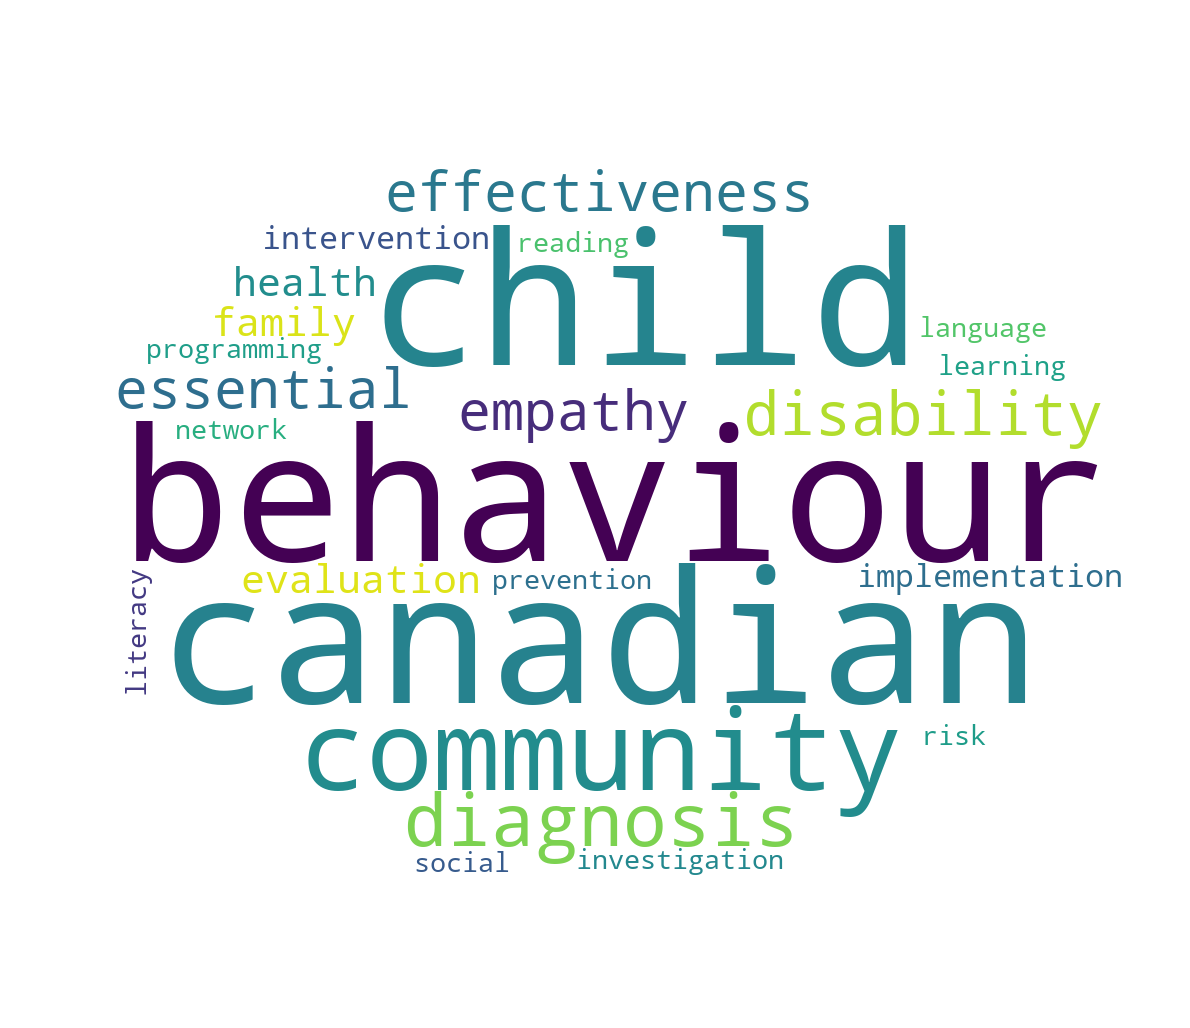 effectiveness
intervention
reading
child
health
family
language
programming
learning
essential
empathy
disability
network
behaviour
evaluation
prevention
implementation
literacy
canadian
community
risk
diagnosis
social
investigation